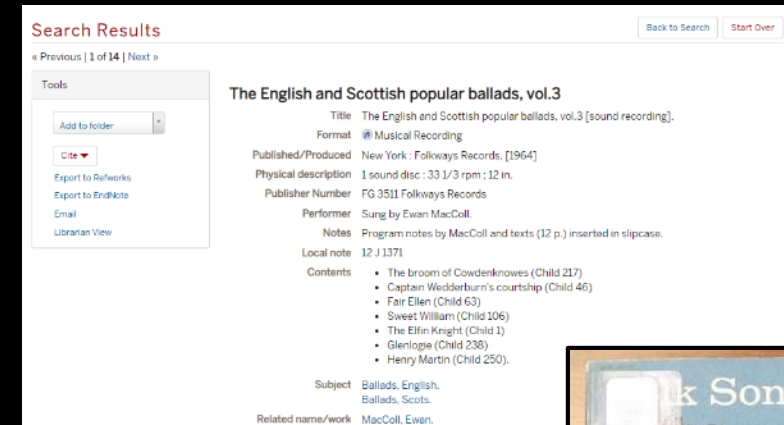 Search Results
Back to Search
Start Over
« Previous | 1 of 14 | Next »
Tools
Add to folder
Cite
Export to Refworks
Export to EndNote
Email
Librarian View
The English and Scottish popular ballads, vol.3
Title The English and Scottish popular ballads, vol.3 [sound recording].
Format Musical Recording
Published/Produced New York : Folkways Records, [1964]
Physical description 1 sound disc : 33 1/3 rpm ; 12 in.
Publisher Number FG 3511 Folkways Records
Performer Sung by Ewan MacColl.
Notes Program notes by MacColl and texts (12 p.) inserted in slipcase.
Local note 12 J 1371
Contents • The broom of Cowdenknowes (Child 217)
• Captain Wedderburn's courtship (Child 46)
• Fair Ellen (Child 63)
• Sweet William (Child 106)
• The Elfin Knight (Child 1)
• Glenlogie (Child 238)
• Henry Martin (Child 250).
Subject Ballads, English.
Ballads, Scots.
Related name/work MacColl, Ewan.